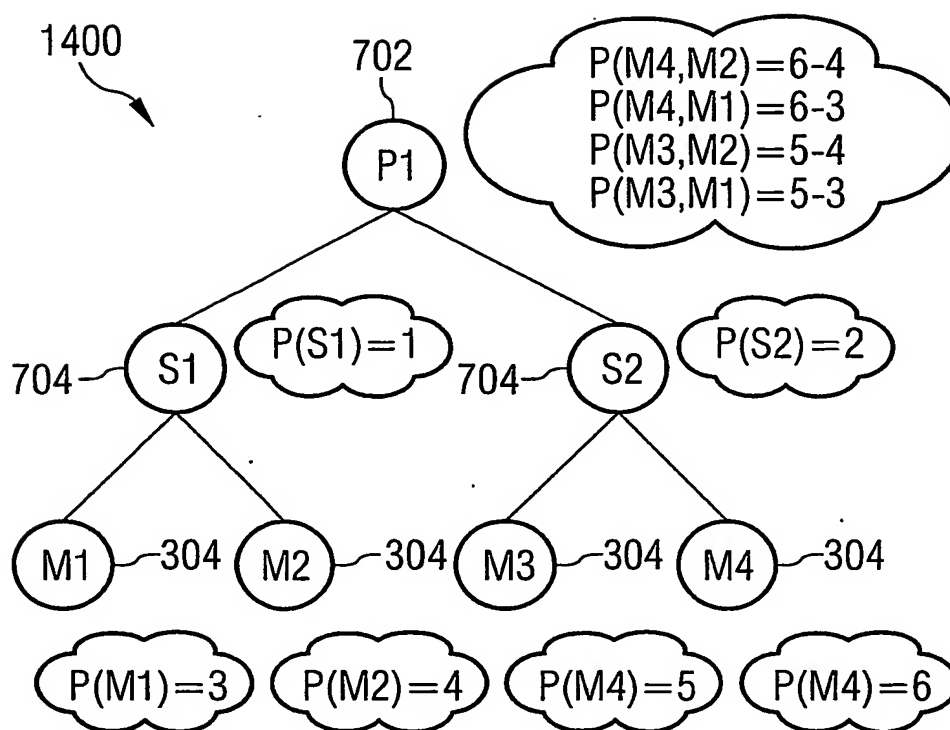 1400
702
P(M4,M2)=6-4
P(M4,M1)=6-3
P(M3,M2)=5-4
P(M3,M1)=5-3
P1
704
S1
P(S1)=1
704
S2
P(S2)=2
M1
304
M2
304
M3
304
M4
304
P(M1)=3
P(M2)=4
P(M4)=5
P(M4)=6